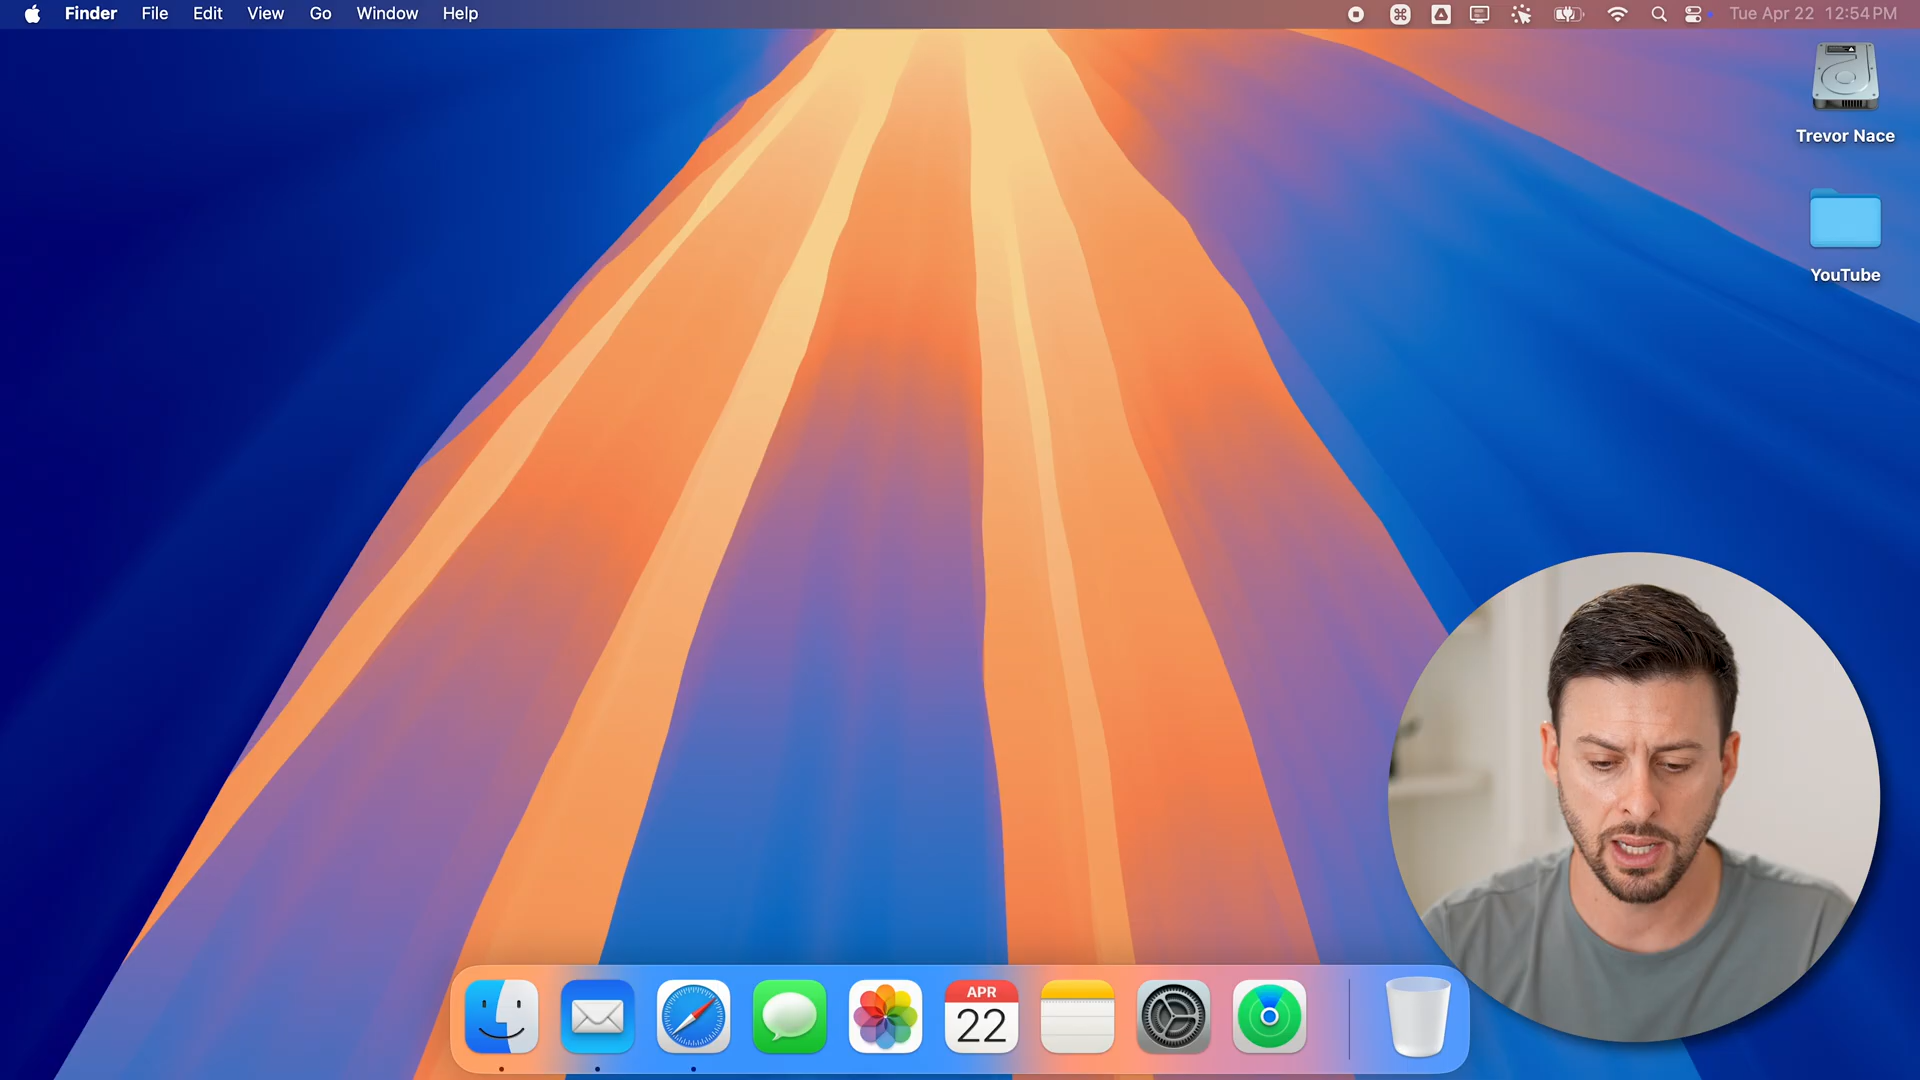 Finder File Edit View Go Window Help Tue Apr 22 12:54 PM
Trevor Nace
YouTube
APR
22